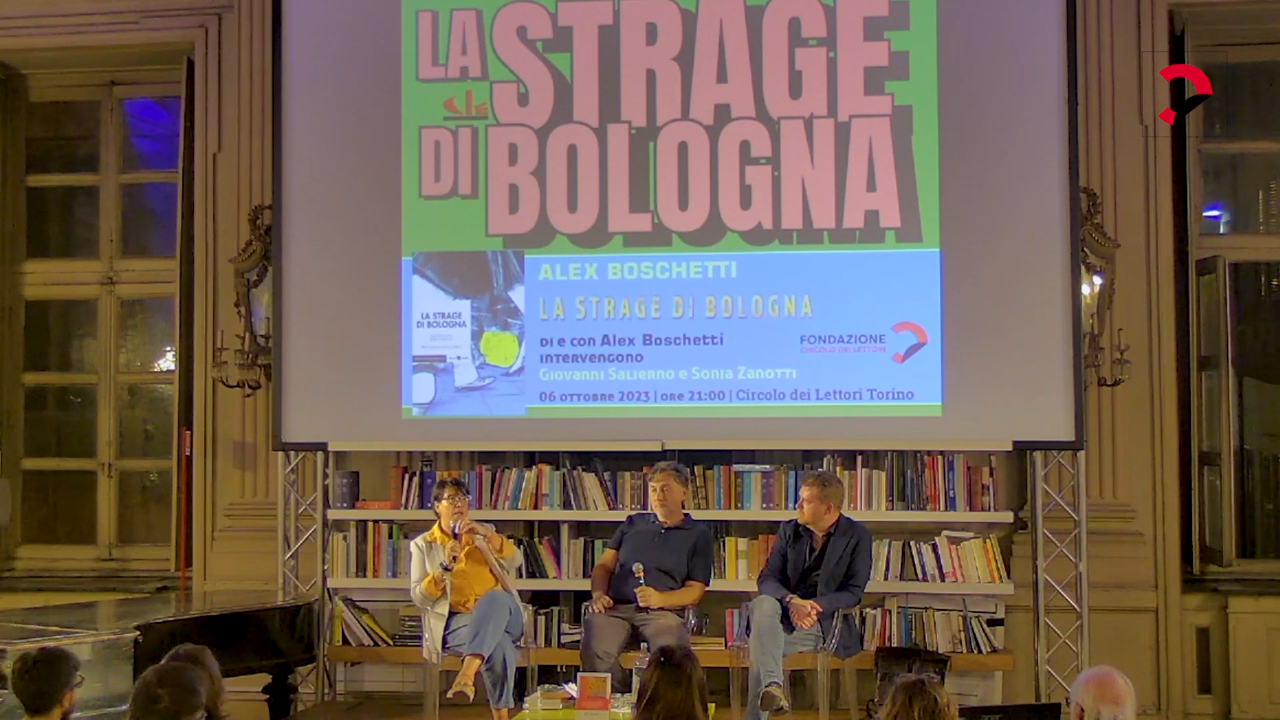 LA STRAGE
DI BOLOGNA
ALEX BOSCHETTI
LA STRAGE DI BOLOGNA
LA STRAGE
DI BOLOGNA
DI e con Alex Boschetti
INTERVENGONO
Giovanni Salierno e Sonia Zanotti
FONDAZIONE
CIRCOLO DEI LETTORI
06 OTTOBRE 2023 | ORE 21:00 | Circolo dei Lettori Torino